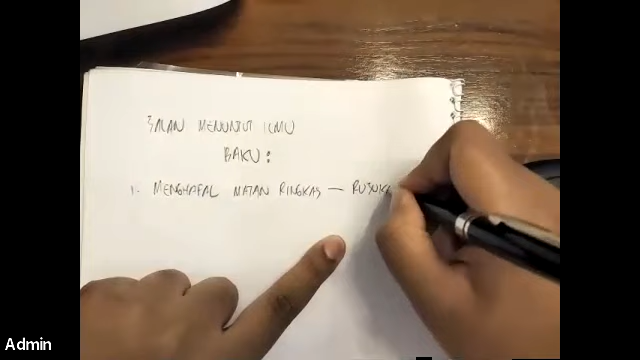 JALAN MENUNTUT ILMU
BAKU:
1. MENGHAFAL MATAN RINGKAS — RUJUKA
Admin